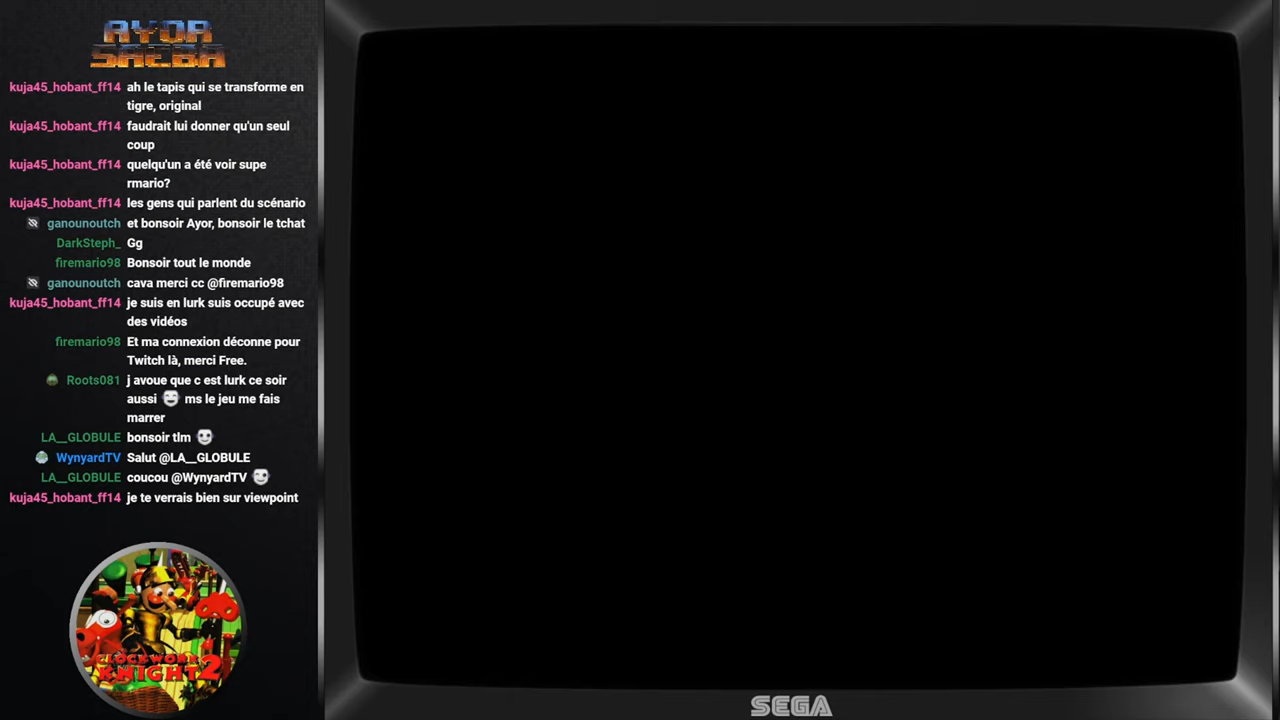 AYOR
SAEBA
kuja45_hobant_ff14 ah le tapis qui se transforme en
tigre, original
kuja45_hobant_ff14 faudrait lui donner qu'un seul
coup
kuja45_hobant_ff14 quelqu'un a été voir supe
rmario?
kuja45_hobant_ff14 les gens qui parlent du scénario
ganounoutch et bonsoir Ayor, bonsoir le tchat
DarkSteph_ Gg
firemario98 Bonsoir tout le monde
ganounoutch cava merci cc @firemario98
kuja45_hobant_ff14 je suis en lurk suis occupé avec
des vidéos
firemario98 Et ma connexion déconne pour
Twitch là, merci Free.
Roots081 j avoue que c est lurk ce soir
aussi ms le jeu me fais
marrer
LA__GLOBULE bonsoir tlm
WynyardTV Salut @LA__GLOBULE
LA__GLOBULE coucou @WynyardTV
kuja45_hobant_ff14 je te verrais bien sur viewpoint
CLOCKWORK
KNIGHT 2
SEGA